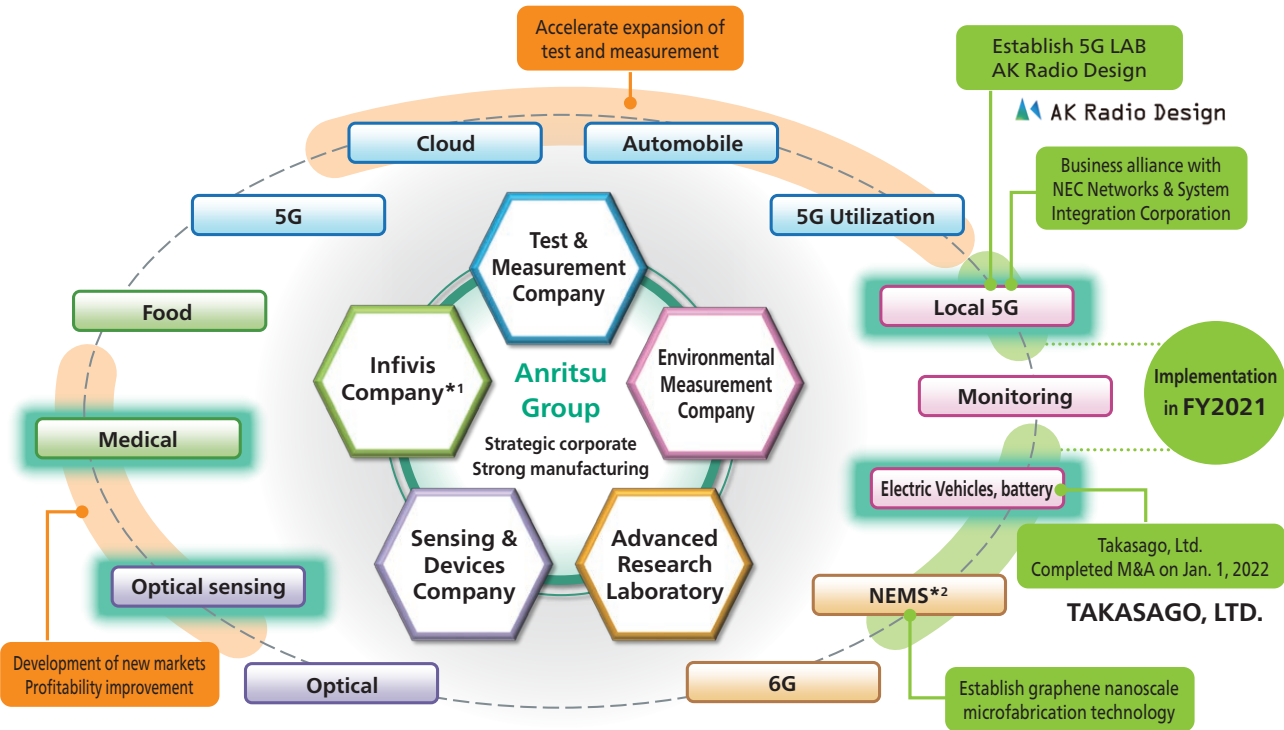 Accelerate expansion of
test and measurement
Establish 5G LAB
AK Radio Design
AK Radio Design
Cloud
Automobile
Business alliance with
NEC Networks & System
Integration Corporation
5G
5G Utilization
Test &
Measurement
Company
Food
Local 5G
Infivis
Company*1
Anritsu
Group
Strategic corporate
Strong manufacturing
Environmental
Measurement
Company
Monitoring
Implementation
in FY2021
Medical
Electric Vehicles, battery
Sensing &
Devices
Company
Advanced
Research
Laboratory
Takasago, Ltd.
Completed M&A on Jan. 1, 2022
TAKASAGO, LTD.
Optical sensing
NEMS*2
Development of new markets
Profitability improvement
Optical
6G
Establish graphene nanoscale
microfabrication technology